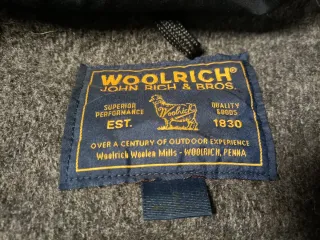 WOOLRICH®
JOHN RICH & BROS.
SUPERIOR PERFORMANCE
Woolrich
QUALITY GOODS
EST. 1830
OVER A CENTURY OF OUTDOOR EXPERIENCE
Woolrich Woolen Mills - WOOLRICH, PENNA